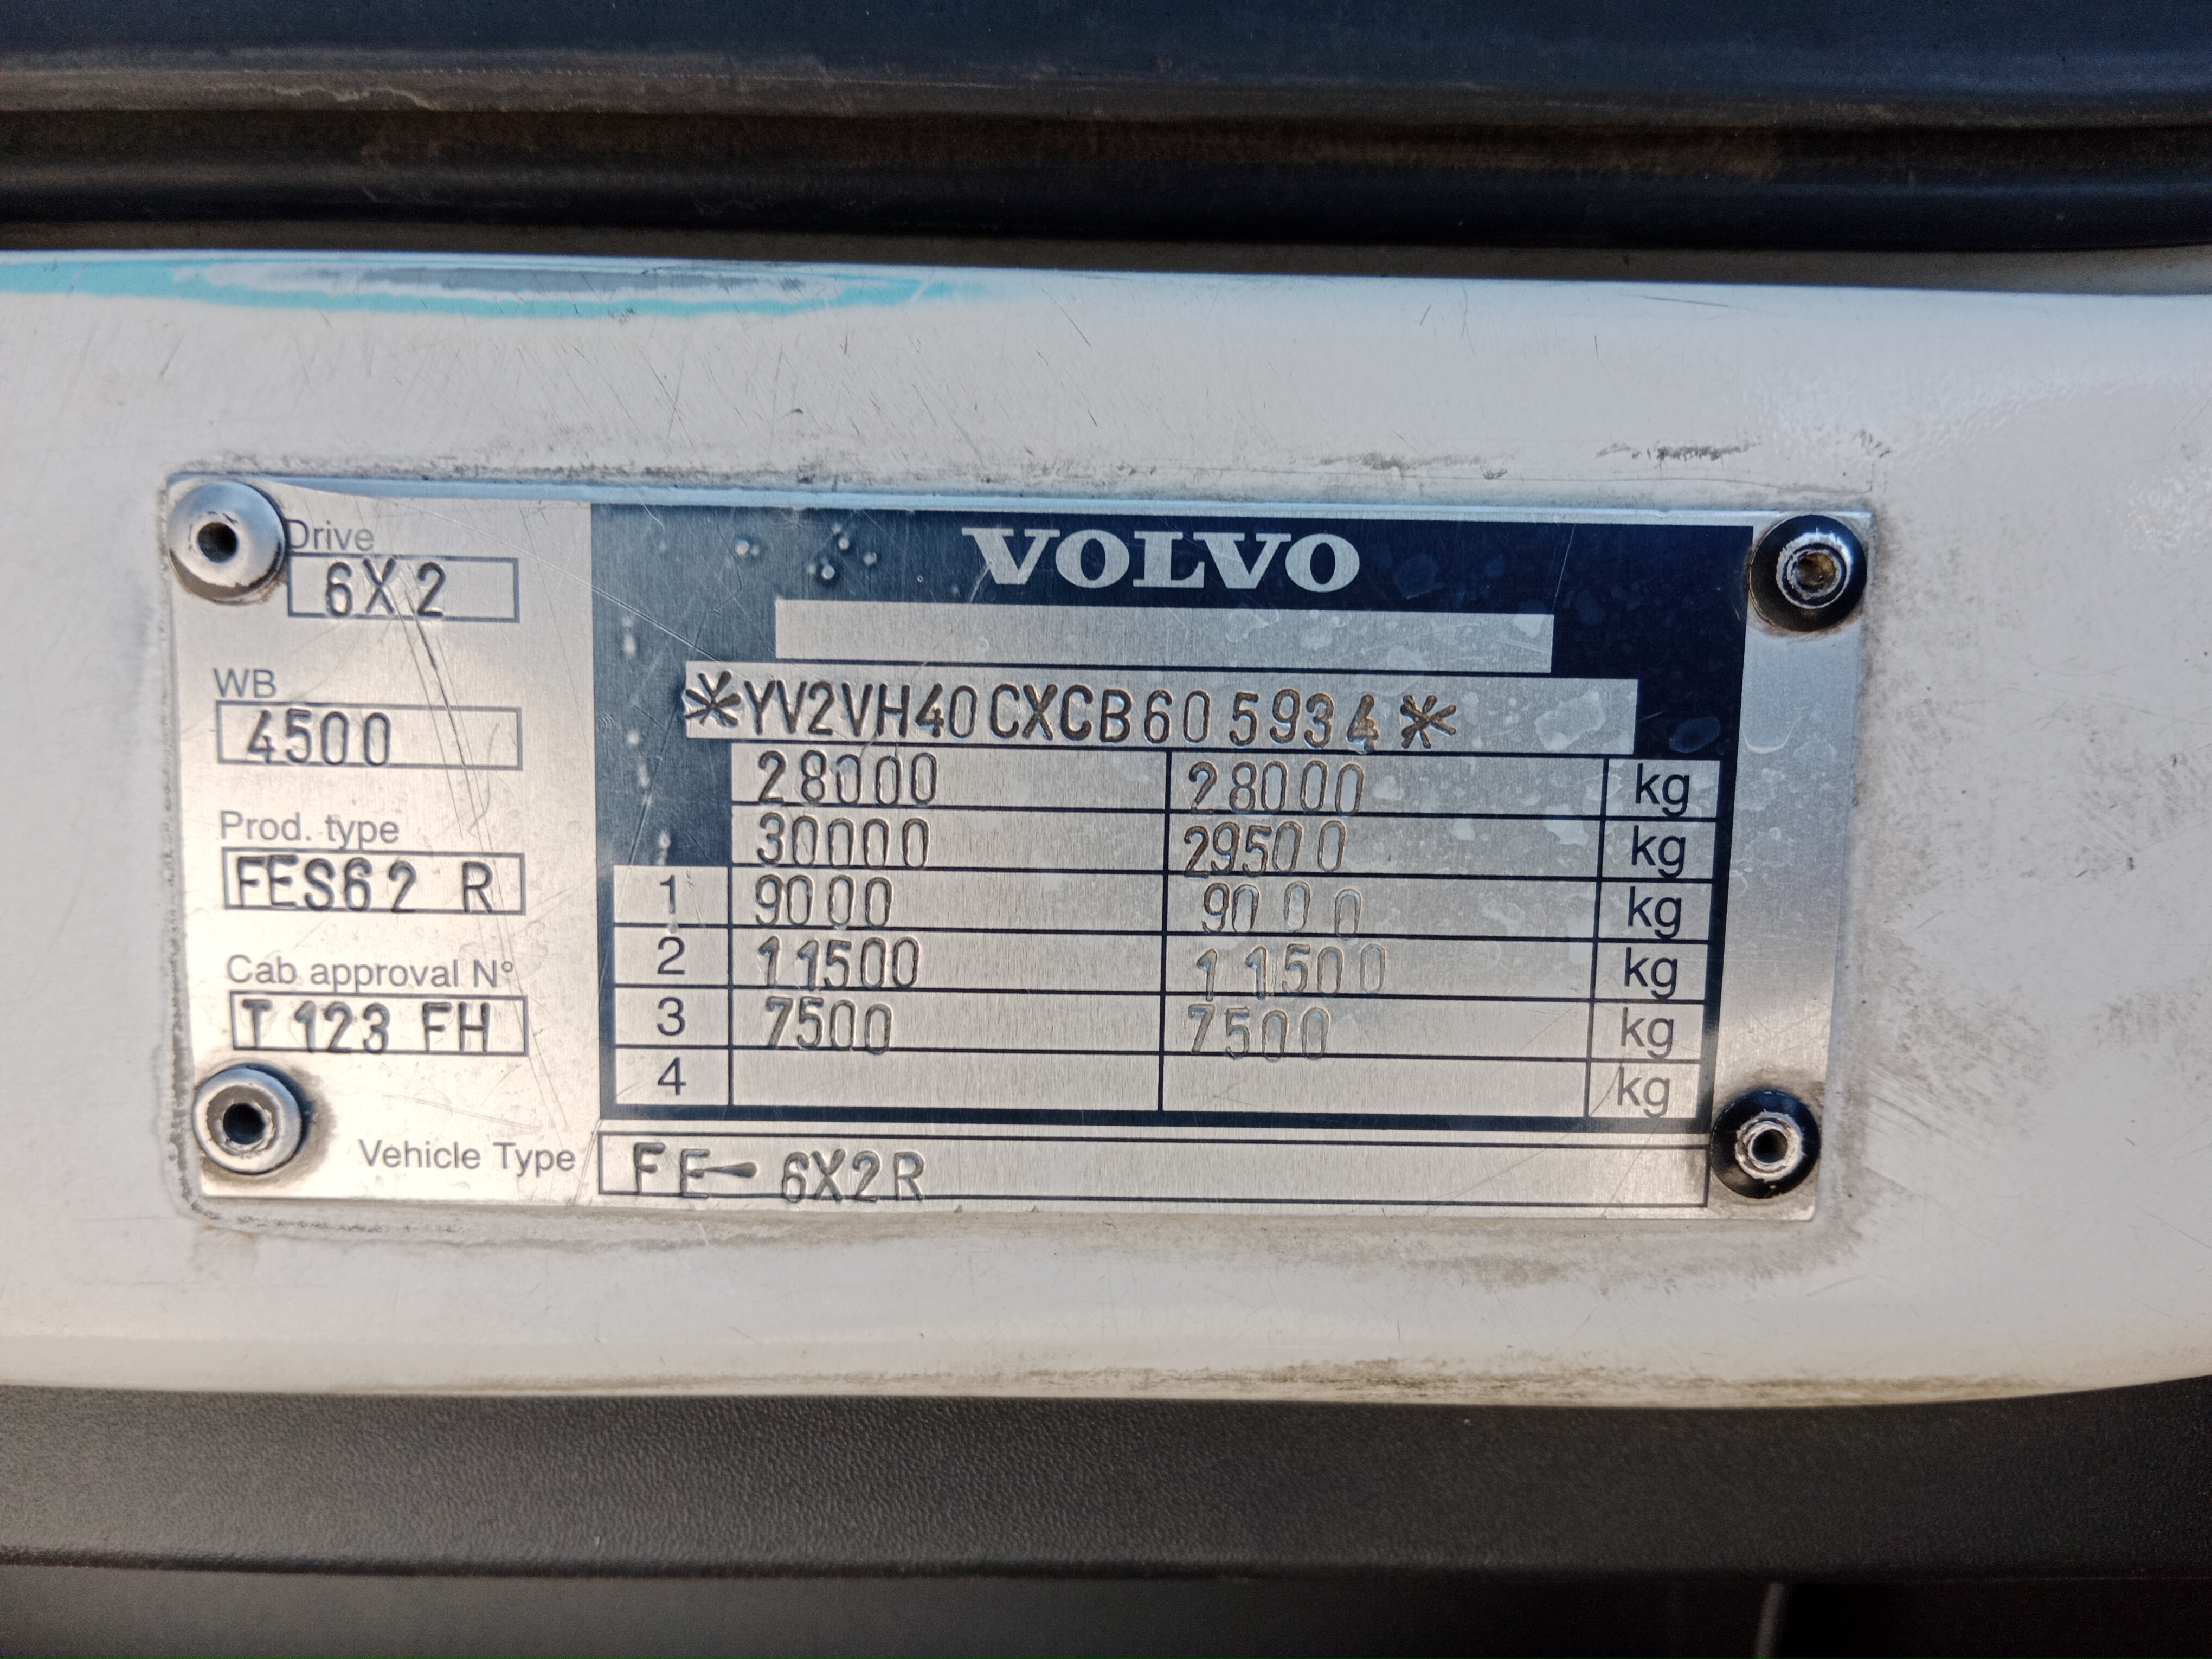 Drive
6X2
WB
4500
Prod. type
FES62 R
Cab approval N°
T 123 FH
VOLVO
*YV2VH40CXCB605934*
28000 28000 kg
30000 29500 kg
1 9000 9000 kg
2 11500 11500 kg
3 7500 7500 kg
4 kg
Vehicle Type FE- 6X2R